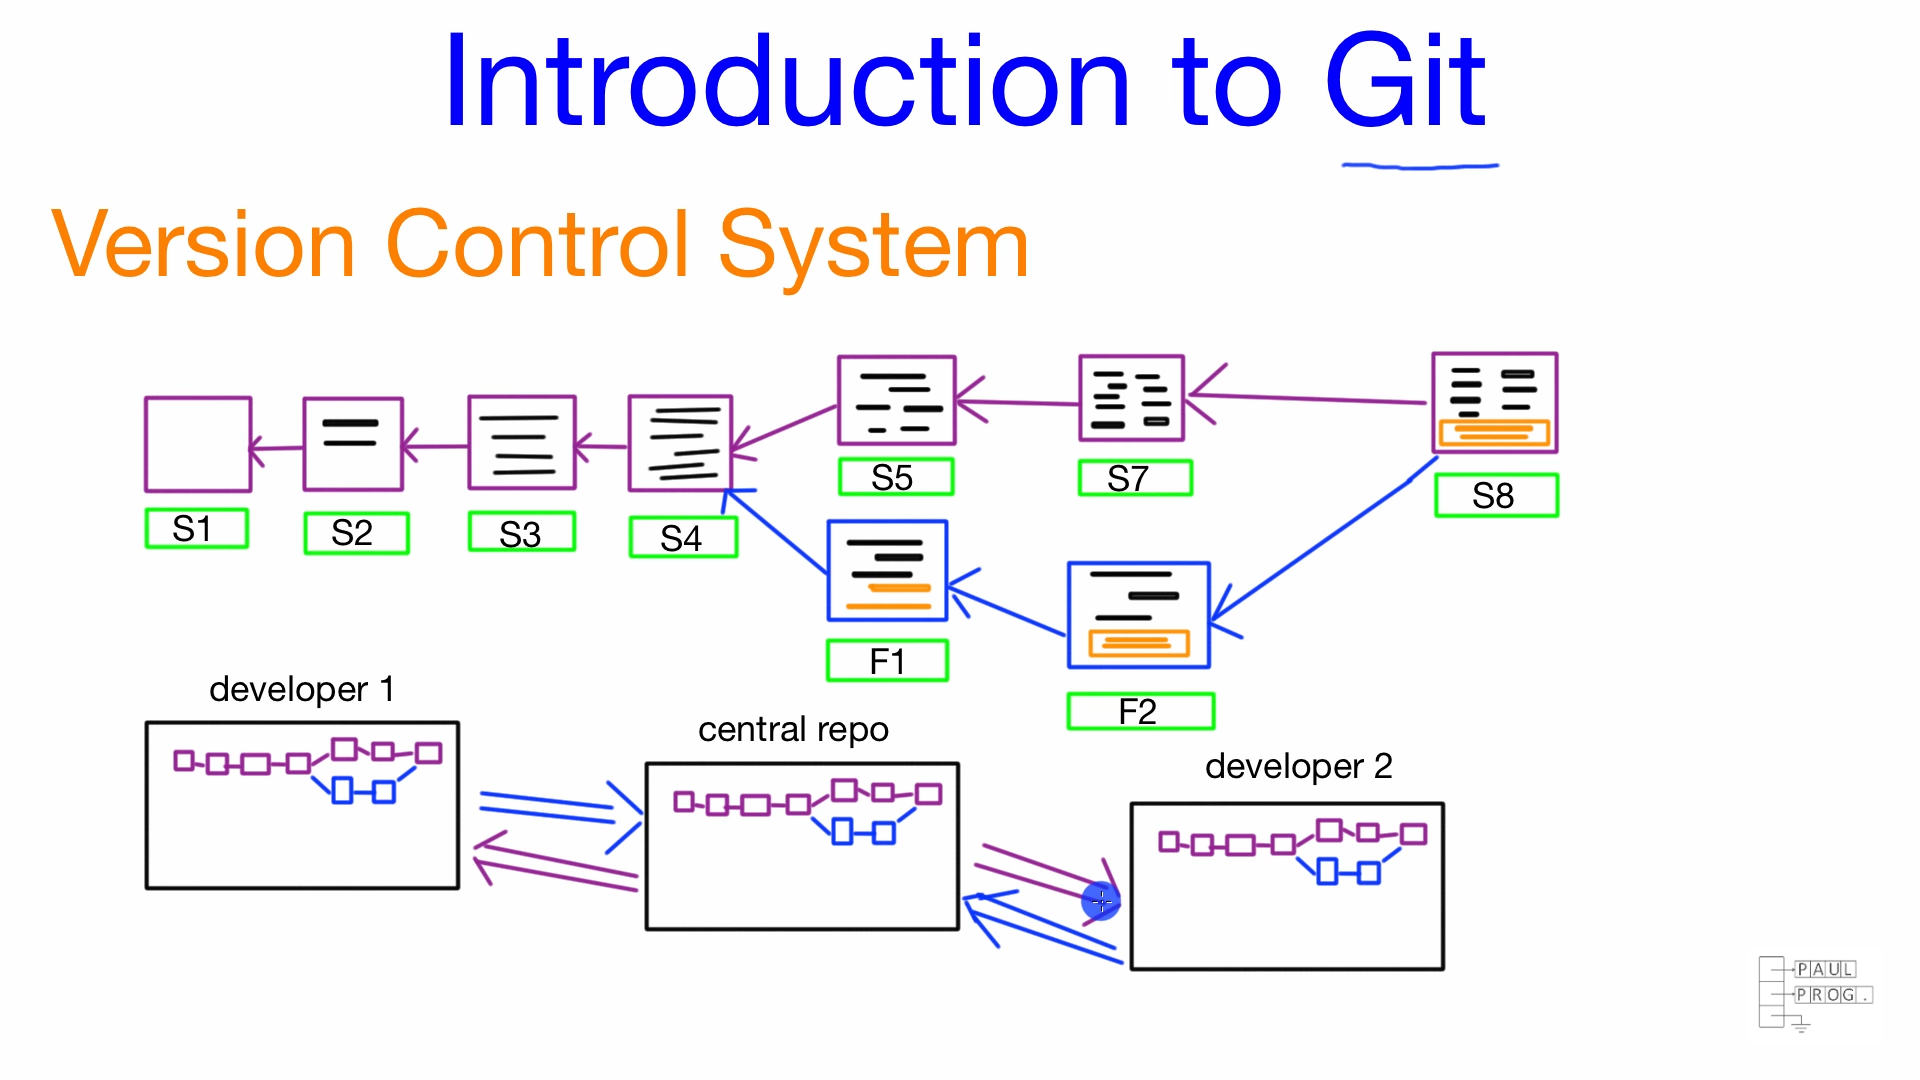 Introduction to Git
Version Control System
S1
S2
S3
S4
S5
S7
S8
F1
F2
developer 1
central repo
developer 2
PAUL
PROG.